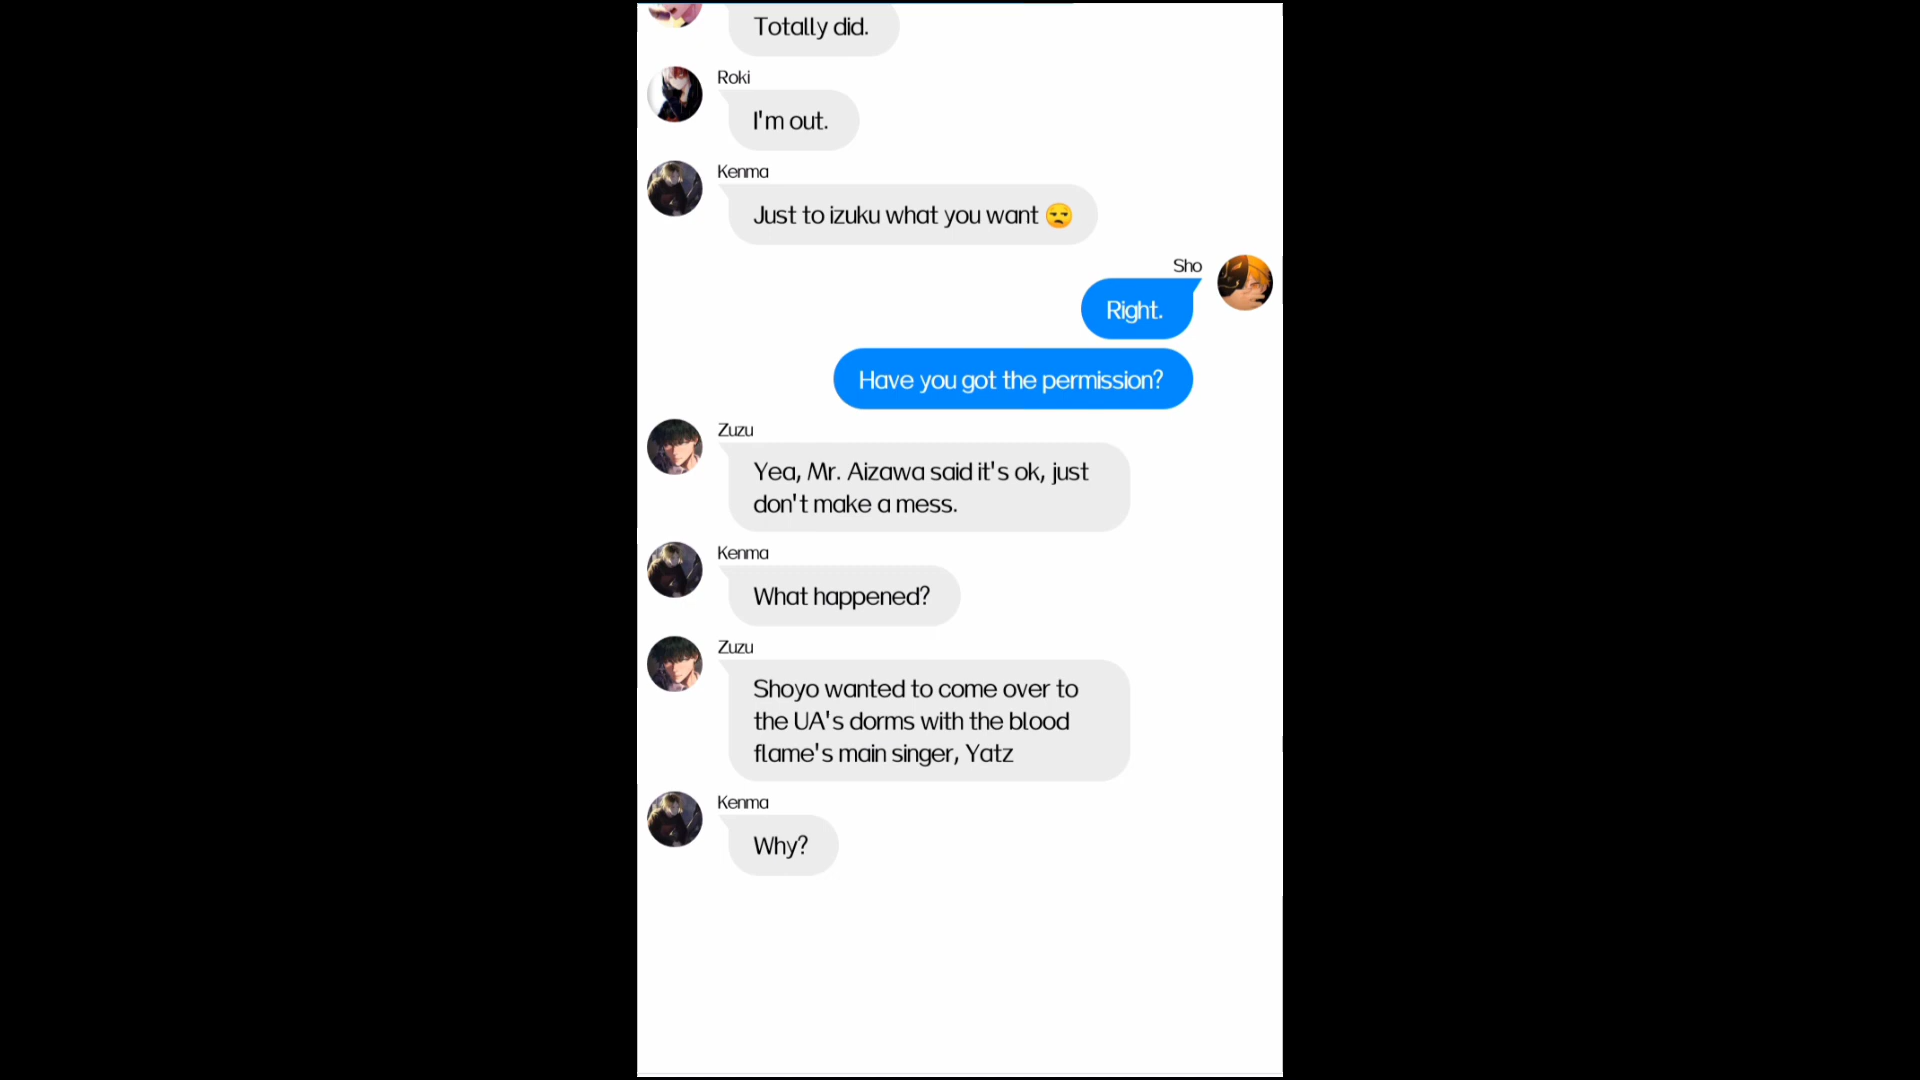 Totally did.
Roki
I'm out.
Kenma
Just to izuku what you want 😒
Sho
Right.
Have you got the permission?
Zuzu
Yea, Mr. Aizawa said it's ok, just
don't make a mess.
Kenma
What happened?
Zuzu
Shoyo wanted to come over to
the UA's dorms with the blood
flame's main singer, Yatz
Kenma
Why?